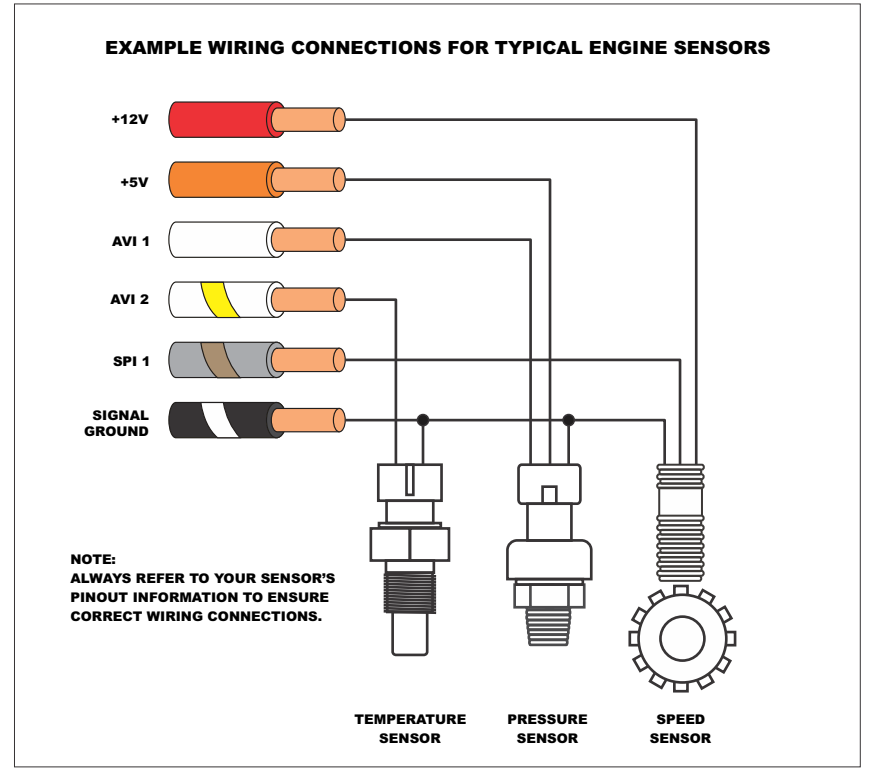 EXAMPLE WIRING CONNECTIONS FOR TYPICAL ENGINE SENSORS
+12V
+5V
AVI 1
AVI 2
SPI 1
SIGNAL
GROUND
NOTE:
ALWAYS REFER TO YOUR SENSOR’S
PINOUT INFORMATION TO ENSURE
CORRECT WIRING CONNECTIONS.
TEMPERATURE
SENSOR
PRESSURE
SENSOR
SPEED
SENSOR